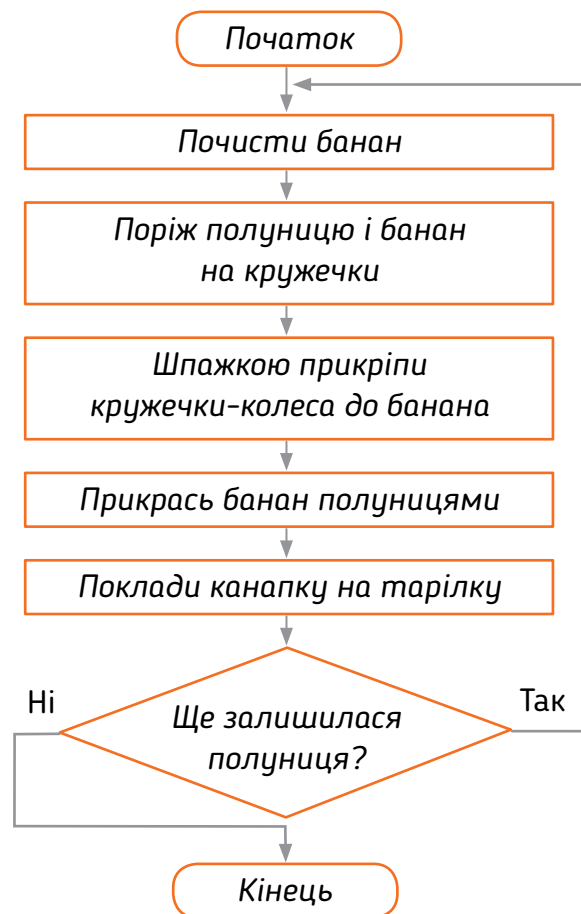 Початок
Почисти банан
Поріж полуницю і банан
на кружечки
Шпажкою прикріпи
кружечки-колеса до банана
Прикрась банан полуницями
Поклади канапку на тарілку
Ні
Ще залишилася
полуниця?
Так
Кінець